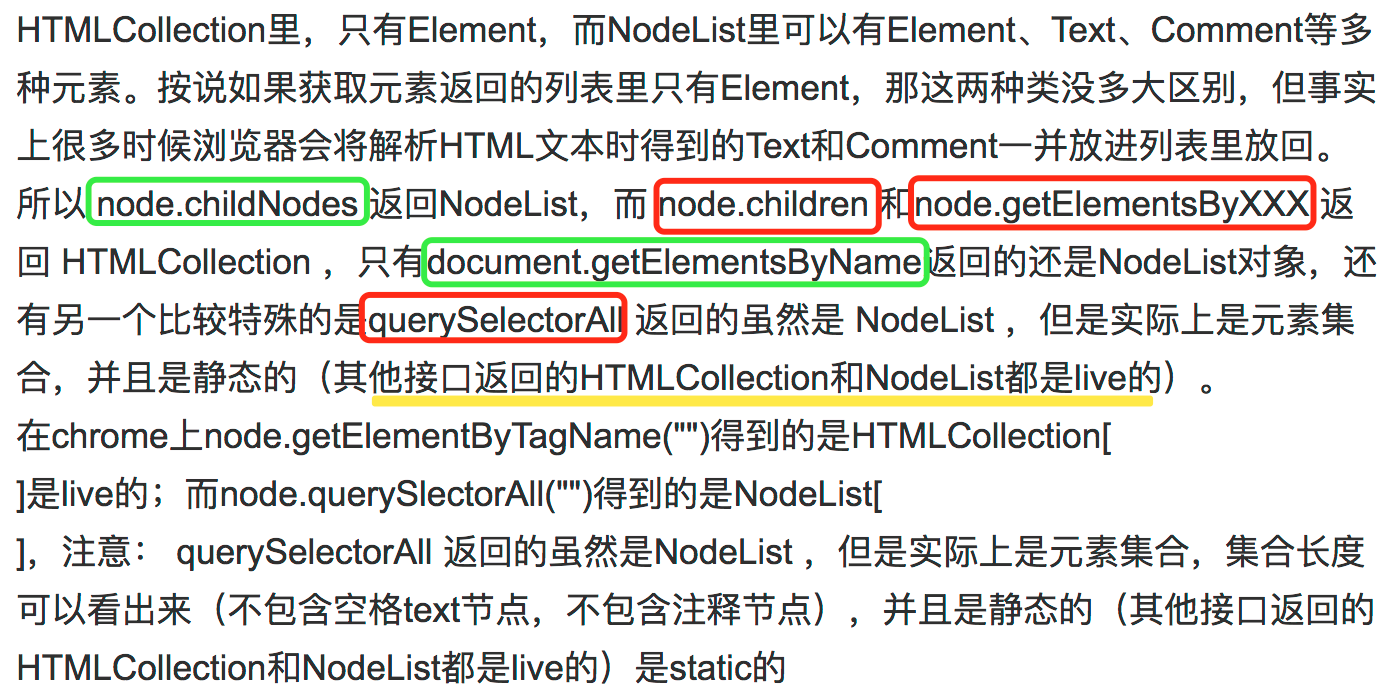 HTMLCollection里，只有Element，而NodeList里可以有Element、Text、Comment等多
种元素。按说如果获取元素返回的列表里只有Element，那这两种类没多大区别，但事实
上很多时候浏览器会将解析HTML文本时得到的Text和Comment一并放进列表里放回。
所以 node.childNodes 返回NodeList，而 node.children 和node.getElementsByXXX 返
回 HTMLCollection ，只有document.getElementsByName返回的还是NodeList对象，还
有另一个比较特殊的是querySelectorAll 返回的虽然是 NodeList ，但是实际上是元素集
合，并且是静态的（其他接口返回的HTMLCollection和NodeList都是live的）。
在chrome上node.getElementByTagName("")得到的是HTMLCollection[
]是live的；而node.querySlectorAll("")得到的是NodeList[
]，注意： querySelectorAll 返回的虽然是NodeList ，但是实际上是元素集合，集合长度
可以看出来（不包含空格text节点，不包含注释节点），并且是静态的（其他接口返回的
HTMLCollection和NodeList都是live的）是static的